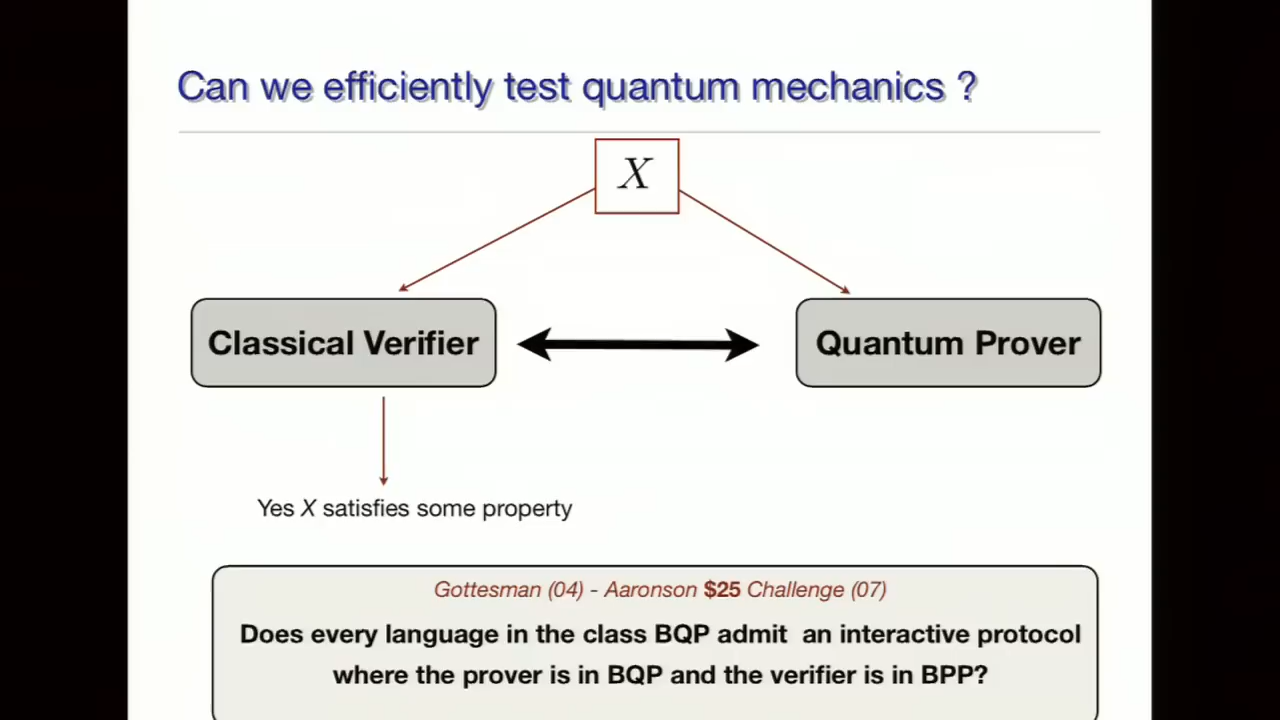 Can we efficiently test quantum mechanics ?
X
Classical Verifier
Quantum Prover
Yes X satisfies some property
Gottesman (04) - Aaronson $25 Challenge (07)
Does every language in the class BQP admit an interactive protocol
where the prover is in BQP and the verifier is in BPP?